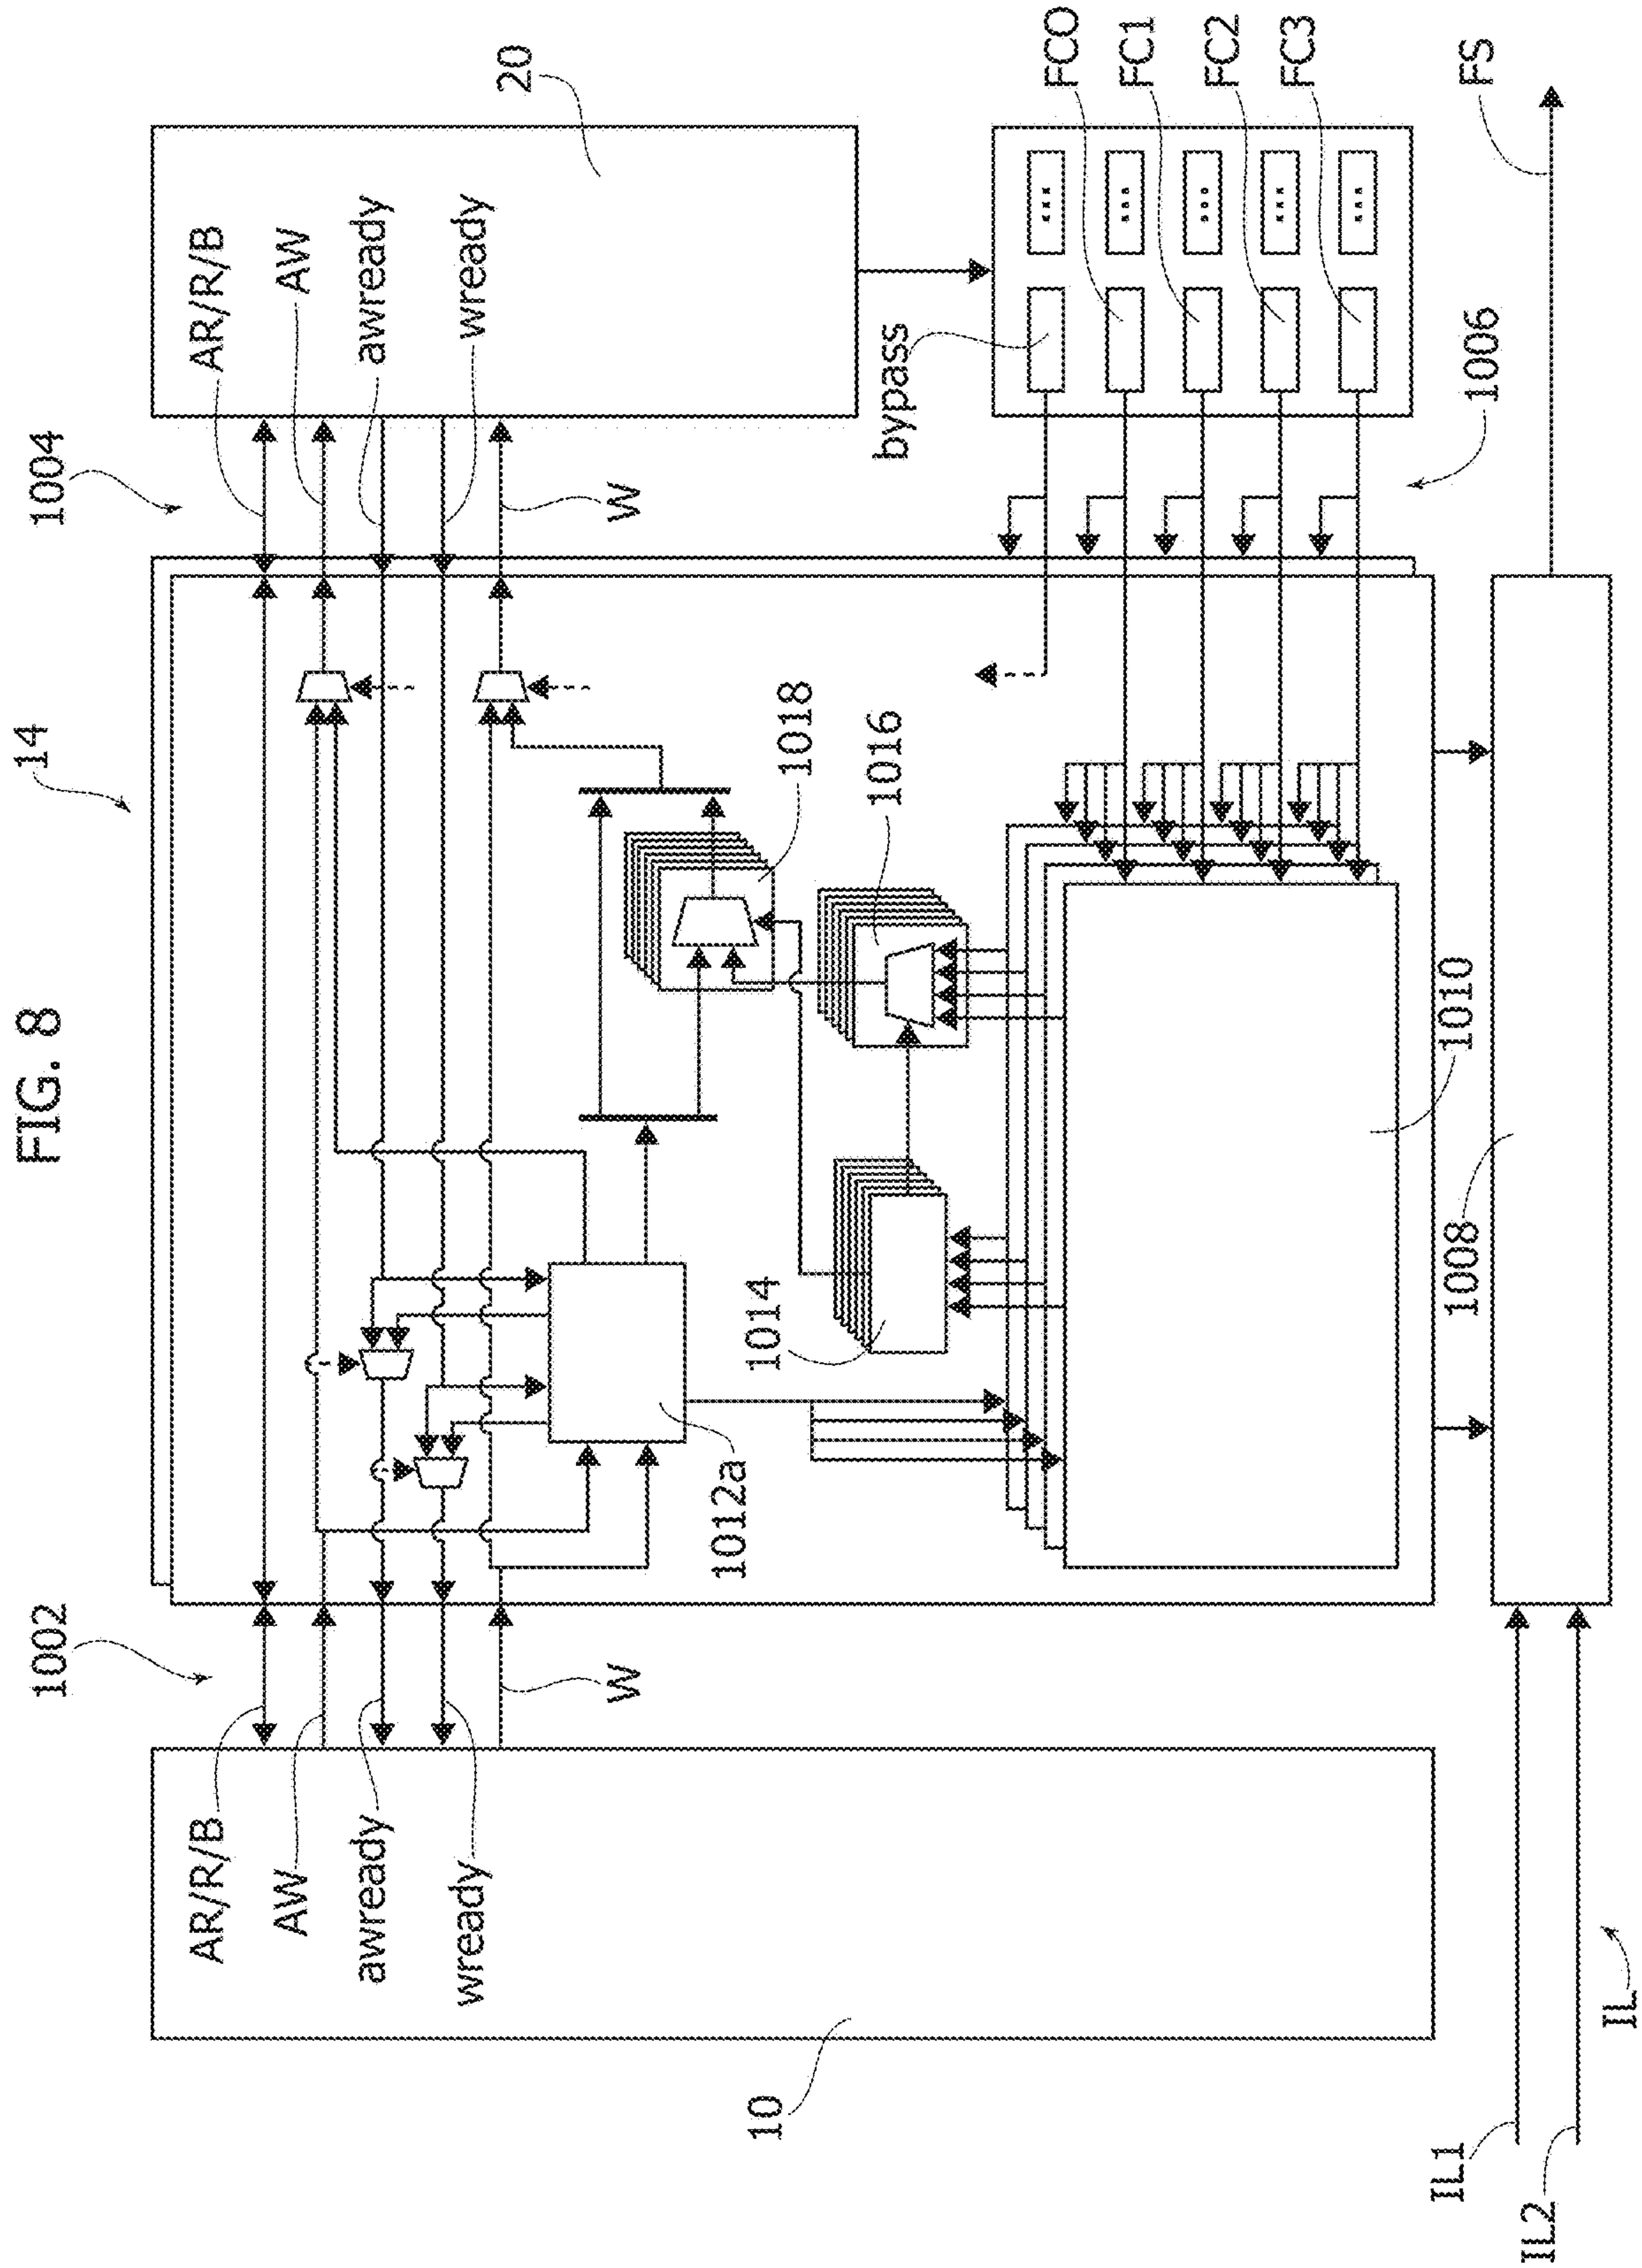 FIG. 8
14
1002
1004
10
20
AR/R/B
AW
awready
wready
W
AR/R/B
AW
awready
wready
W
1012a
1014
1016
1018
1010
1008
1006
bypass
FC0
FC1
FC2
FC3
FS
IL1
IL2
IL